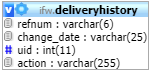 ifw.deliveryhistory
refnum : varchar(6)
change_date : varchar(25)
# uid : int(11)
action : varchar(255)